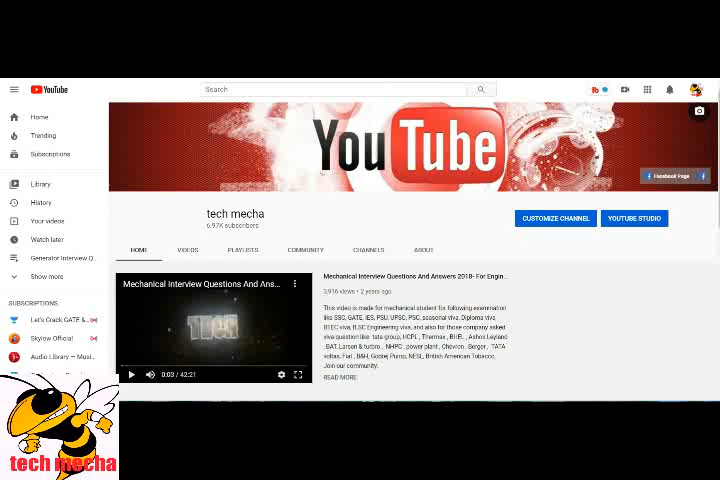 YouTube
Search
Home
Trending
Subscriptions
Library
History
Your videos
Watch later
Generator Interview Q...
Show more
SUBSCRIPTIONS
Let's Crack GATE &...
Skylow Official
Audio Library — Musi...
YouTube
Facebook Page
tech mecha
6.97K subscribers
CUSTOMIZE CHANNEL
YOUTUBE STUDIO
HOME
VIDEOS
PLAYLISTS
COMMUNITY
CHANNELS
ABOUT
Mechanical Interview Questions And Ans...
TECH
0:03 / 42:21
Mechanical Interview Questions And Answers 2018- For Engin...
3,916 views • 2 years ago
This video is made for mechanical student for following examination
like SSC, GATE, IES, PSU, UPSC, PSC, seasonal viva, Diploma viva
BTEC viva, B.SC Engineering viva, and also for those company asked
viva question like tata group, HCPL , Thermax , BHEL , Ashok Leyland
, BAT, Larsen & turbro , NHPC , power plant , Chevron , Berger , TATA
voltas, Fiat , B&H, Godrej Pump, NESL, British American Tobacco.
Join our community:
READ MORE
tech mecha